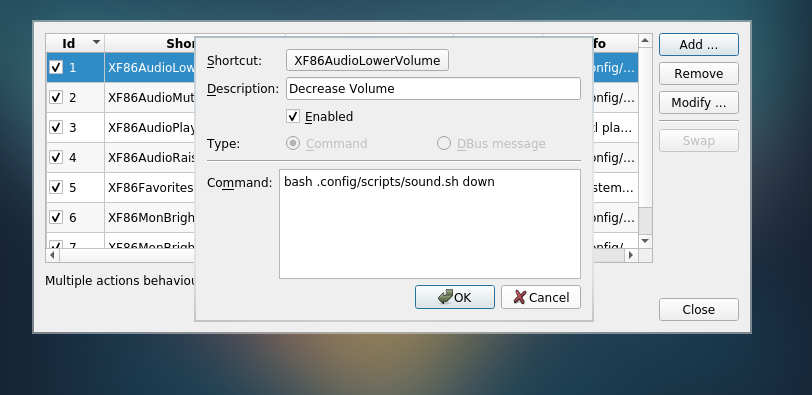 Id
Shor
fo
Add ...
1 XF86AudioLow
onfig/...
Remove
2 XF86AudioMut
onfig/...
Modify ...
3 XF86AudioPlay
tl pla...
Swap
4 XF86AudioRais
onfig/...
5 XF86Favorites
stem...
6 XF86MonBrigh
onfig/...
7 XF86MonBrigh
onfig/...
Multiple actions behaviou
Close
Shortcut: XF86AudioLowerVolume
Description: Decrease Volume
Enabled
Type: Command DBus message
Command: bash .config/scripts/sound.sh down
OK Cancel